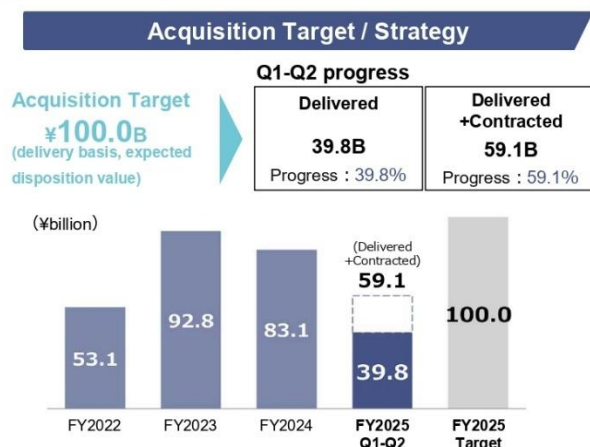 Acquisition Target / Strategy
Q1-Q2 progress
Acquisition Target
¥100.0B
(delivery basis, expected
disposition value)
Delivered
39.8B
Progress : 39.8%
Delivered
+Contracted
59.1B
Progress : 59.1%
(¥billion)
53.1
92.8
83.1
(Delivered
+Contracted)
59.1
39.8
100.0
FY2022
FY2023
FY2024
FY2025
Q1-Q2
FY2025
Target